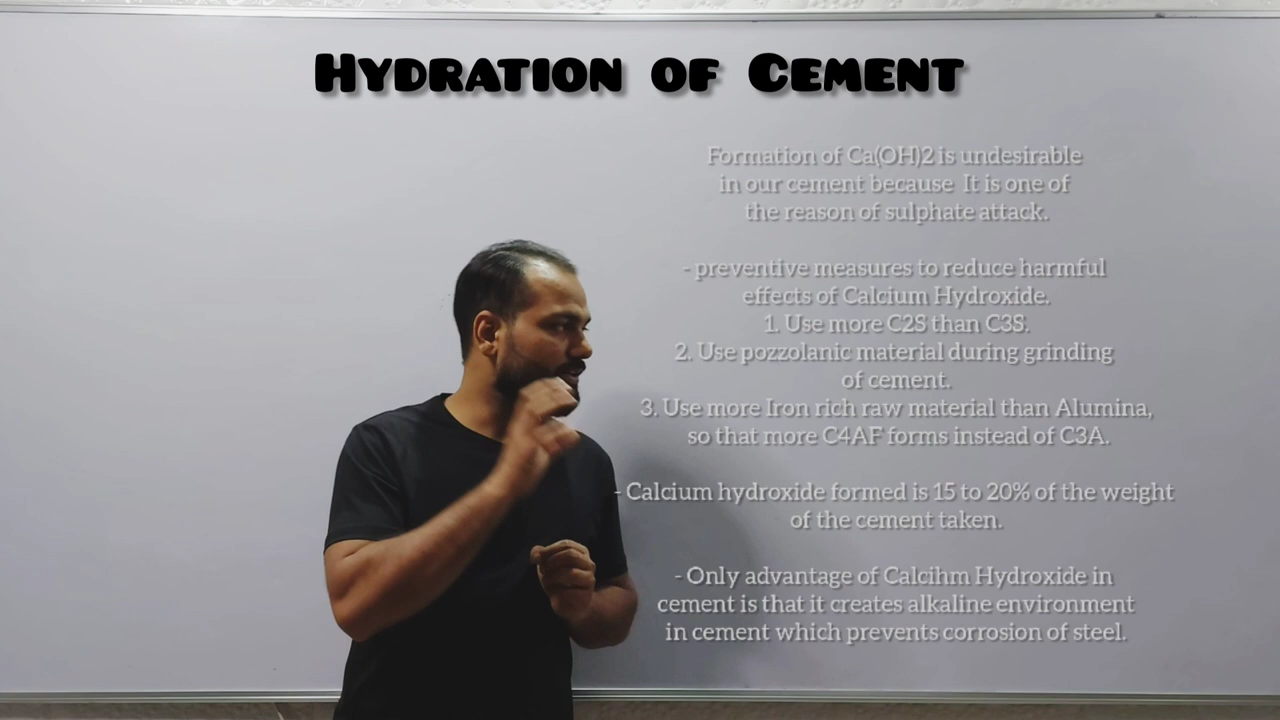 Hydration of Cement
Formation of Ca(OH)2 is undesirable
in our cement because It is one of
the reason of sulphate attack.
- preventive measures to reduce harmful
effects of Calcium Hydroxide.
1. Use more C2S than C3S.
2. Use pozzolanic material during grinding
of cement.
3. Use more Iron rich raw material than Alumina,
so that more C4AF forms instead of C3A.
- Calcium hydroxide formed is 15 to 20% of the weight
of the cement taken.
- Only advantage of Calcihm Hydroxide in
cement is that it creates alkaline environment
in cement which prevents corrosion of steel.